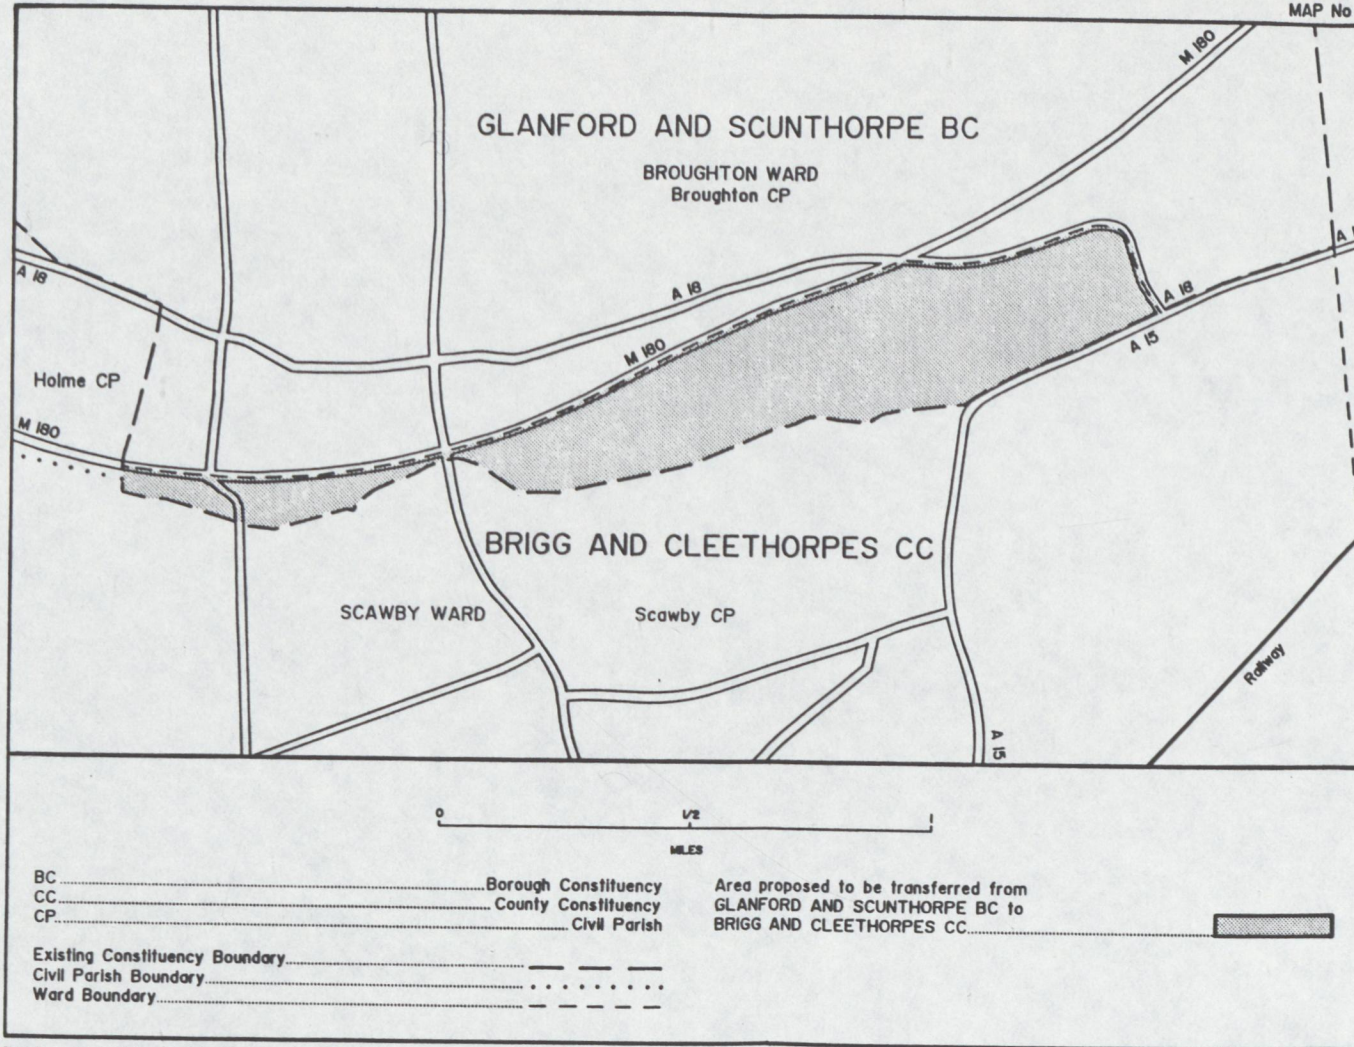 MAP No
M 180
GLANFORD AND SCUNTHORPE BC
BROUGHTON WARD
Broughton CP
A 18
A 18
A 18
A 15
M 180
Holme CP
M 180
BRIGG AND CLEETHORPES CC
SCAWBY WARD
Scawby CP
Railway
A 15
0
1/2
1
MILES
BC Borough Constituency
CC County Constituency
CP Civil Parish
Existing Constituency Boundary
Civil Parish Boundary
Ward Boundary
Area proposed to be transferred from
GLANFORD AND SCUNTHORPE BC to
BRIGG AND CLEETHORPES CC